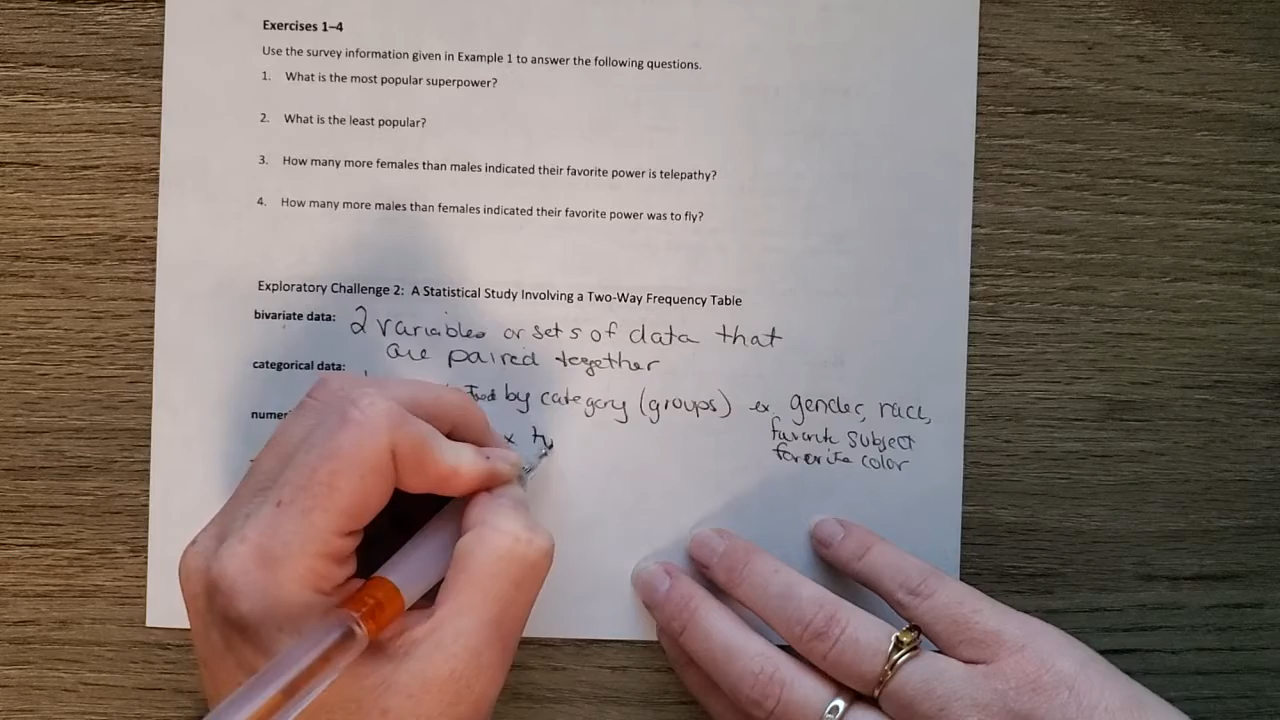 Exercises 1–4
Use the survey information given in Example 1 to answer the following questions.
1. What is the most popular superpower?
2. What is the least popular?
3. How many more females than males indicated their favorite power is telepathy?
4. How many more males than females indicated their favorite power was to fly?
Exploratory Challenge 2: A Statistical Study Involving a Two-Way Frequency Table
bivariate data: 2 variables or sets of data that
are paired together
categorical data:
by category (groups) ex. gender, race,
favorite subject
favorite color